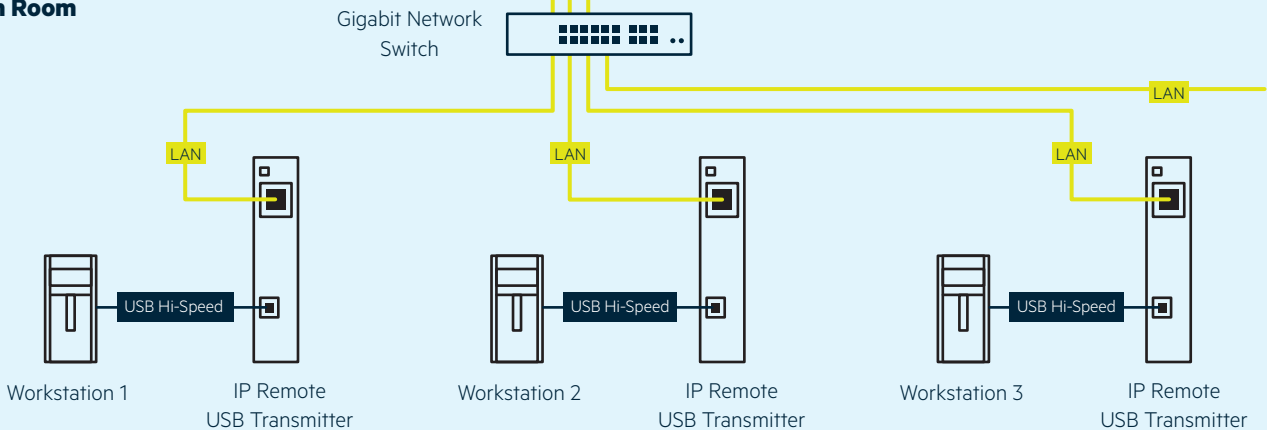 Room
Gigabit Network
Switch
LAN
LAN
LAN
LAN
USB Hi-Speed
USB Hi-Speed
USB Hi-Speed
Workstation 1
IP Remote
USB Transmitter
Workstation 2
IP Remote
USB Transmitter
Workstation 3
IP Remote
USB Transmitter